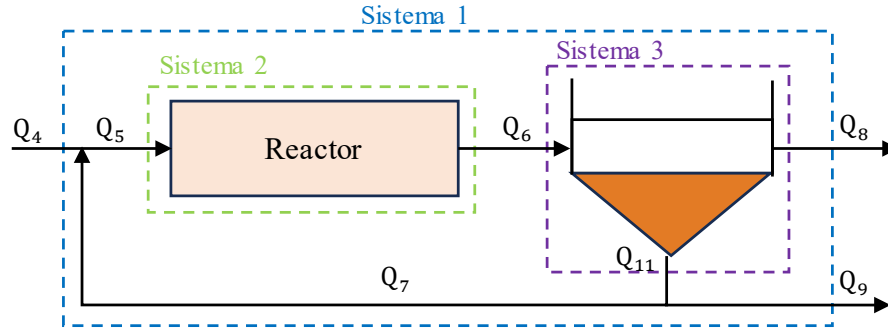 Sistema 1
Sistema 2
Sistema 3
Q₄
Q₅
Reactor
Q₆
Q₈
Q₁₁
Q₇
Q₉